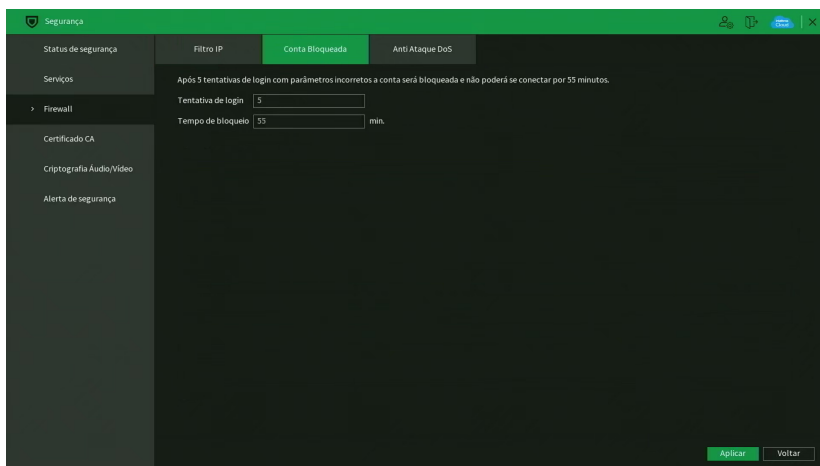 Segurança
Cloud
Status de segurança
Serviços
> Firewall
Certificado CA
Criptografia Áudio/Vídeo
Alerta de segurança
Filtro IP
Conta Bloqueada
Anti Ataque DoS
Após 5 tentativas de login com parâmetros incorretos a conta será bloqueada e não poderá se conectar por 55 minutos.
Tentativa de login 5
Tempo de bloqueio 55 min.
Aplicar
Voltar